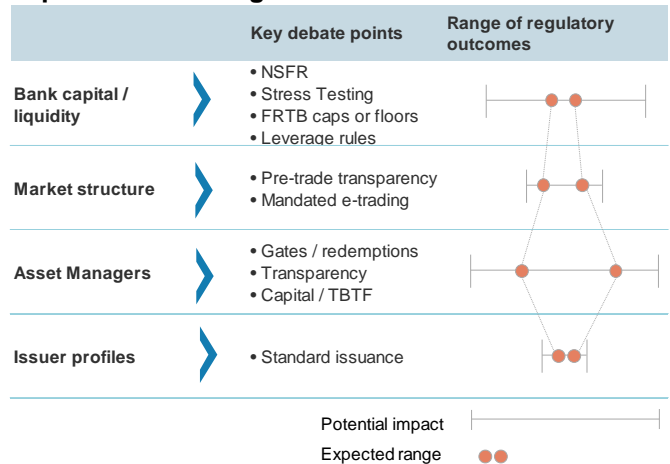 Key debate points
Range of regulatory
outcomes
Bank capital /
liquidity
• NSFR
• Stress Testing
• FRTB caps or floors
• Leverage rules
Market structure
• Pre-trade transparency
• Mandated e-trading
Asset Managers
• Gates / redemptions
• Transparency
• Capital / TBTF
Issuer profiles
• Standard issuance
Potential impact
Expected range